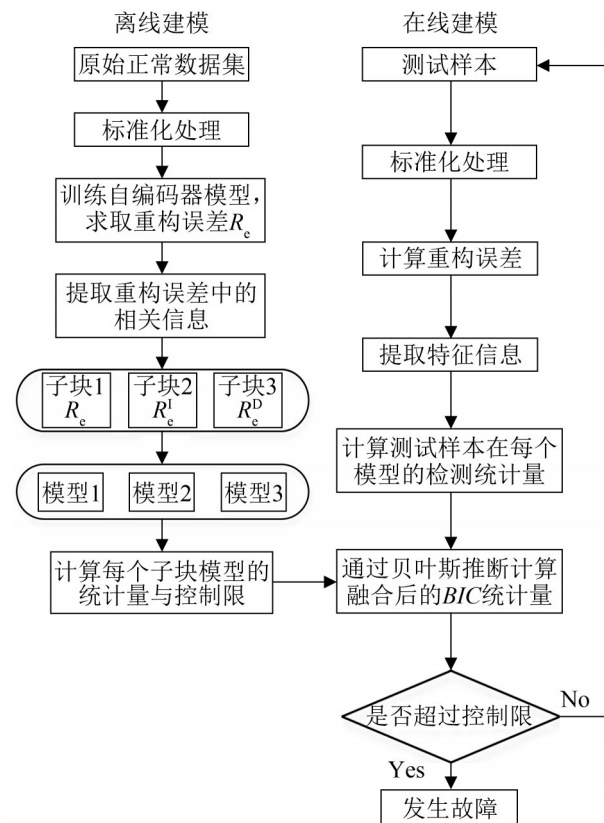 离线建模
原始正常数据集
标准化处理
训练自编码器模型，
求取重构误差Re
提取重构误差中的
相关信息
子块1 子块2 子块3
Re Re^I Re^D
模型1 模型2 模型3
计算每个子块模型的
统计量与控制限
在线建模
测试样本
标准化处理
计算重构误差
提取特征信息
计算测试样本在每个
模型的检测统计量
通过贝叶斯推断计算
融合后的BIC统计量
是否超过控制限
No
Yes
发生故障